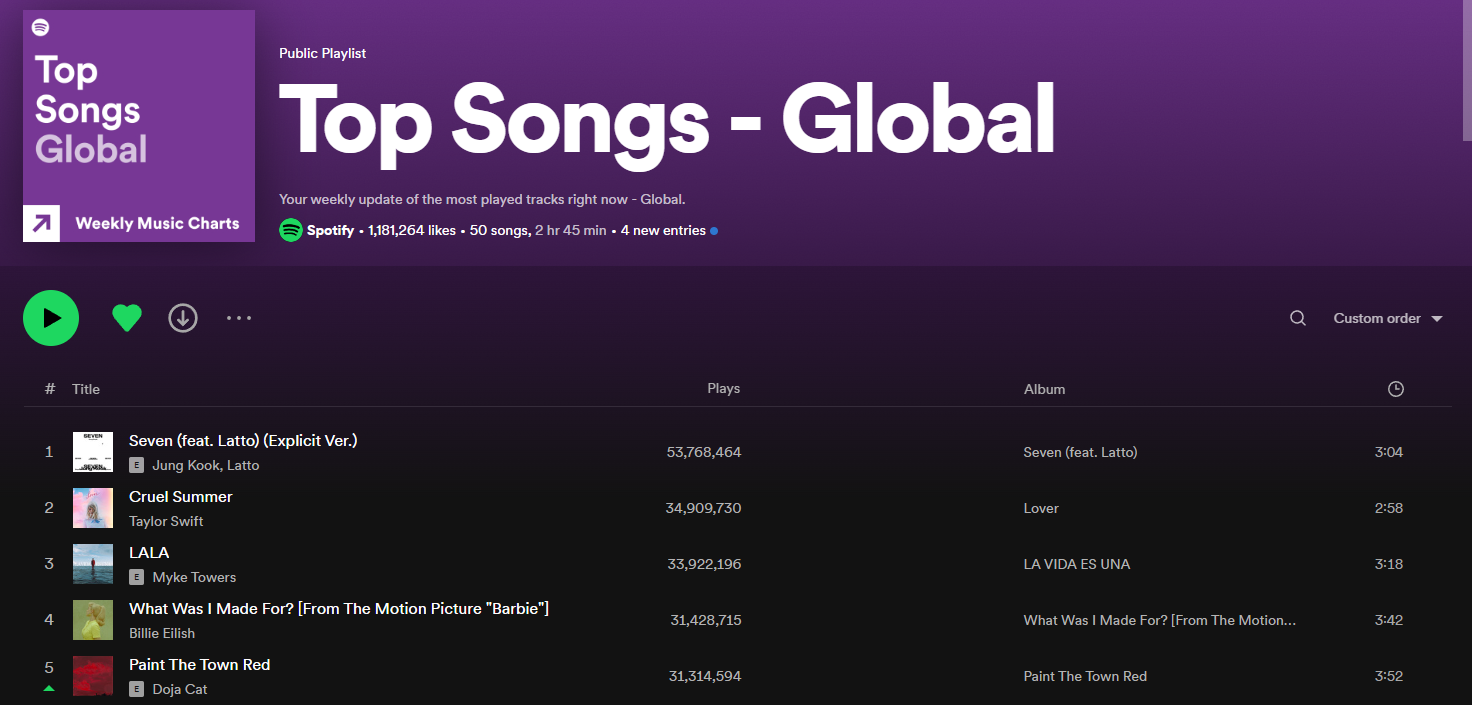 Top
Songs
Global
Weekly Music Charts
Public Playlist
Top Songs - Global
Your weekly update of the most played tracks right now - Global.
Spotify • 1,181,264 likes • 50 songs, 2 hr 45 min • 4 new entries
Custom order
# Title Plays Album
1 Seven (feat. Latto) (Explicit Ver.)
E Jung Kook, Latto
53,768,464 Seven (feat. Latto) 3:04
2 Cruel Summer
Taylor Swift
34,909,730 Lover 2:58
3 LALA
E Myke Towers
33,922,196 LA VIDA ES UNA 3:18
4 What Was I Made For? [From The Motion Picture "Barbie"]
Billie Eilish
31,428,715 What Was I Made For? [From The Motion... 3:42
5 Paint The Town Red
E Doja Cat
31,314,594 Paint The Town Red 3:52